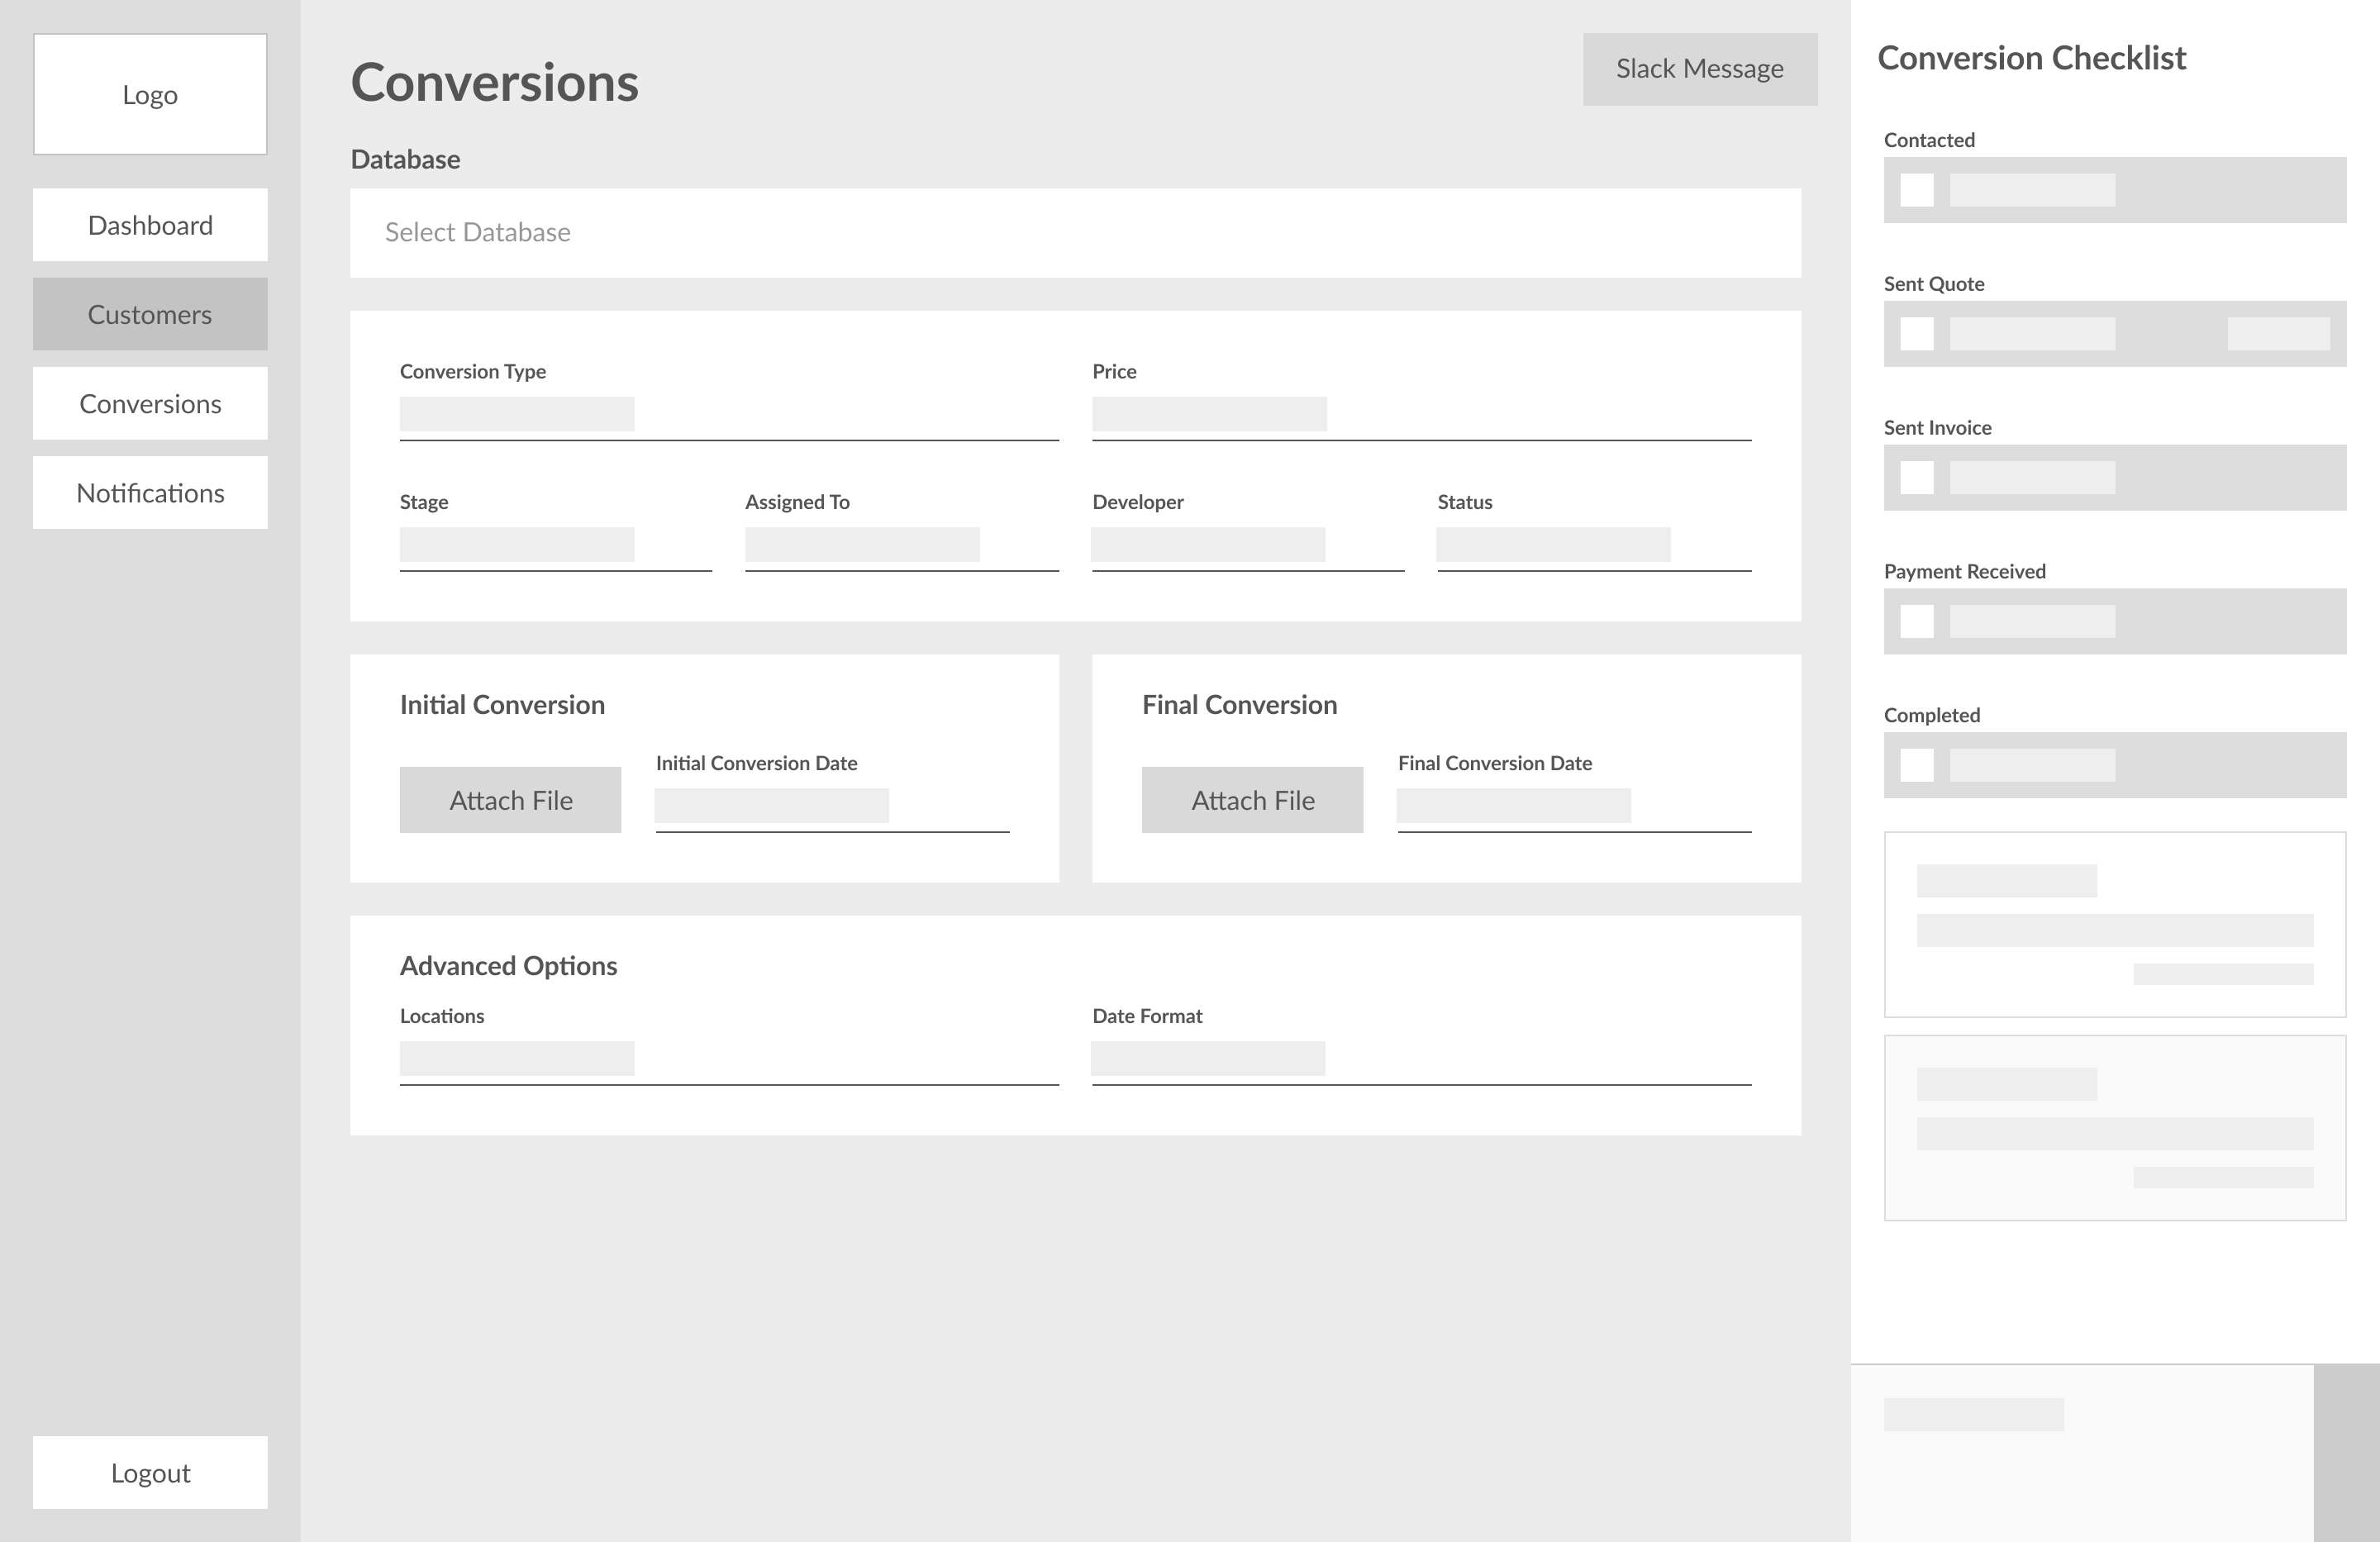 Logo
Dashboard
Customers
Conversions
Notifications
Logout
Conversions
Slack Message
Database
Select Database
Conversion Type
Price
Stage
Assigned To
Developer
Status
Initial Conversion
Attach File
Initial Conversion Date
Final Conversion
Attach File
Final Conversion Date
Advanced Options
Locations
Date Format
Conversion Checklist
Contacted
Sent Quote
Sent Invoice
Payment Received
Completed